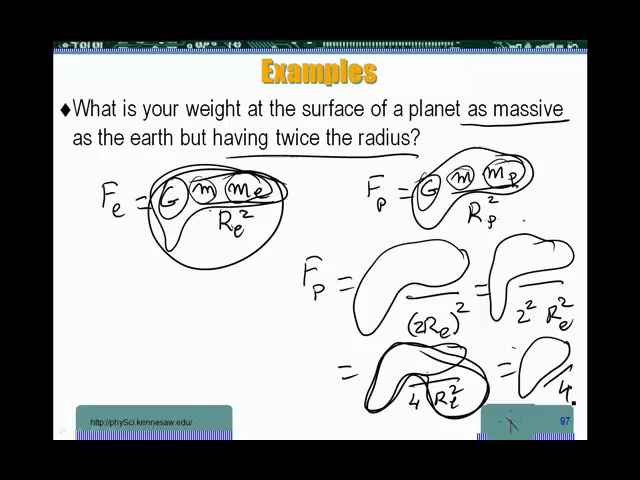 Examples
♦What is your weight at the surface of a planet as massive
as the earth but having twice the radius?
Fe = G m me / Re²
Fp = G m mp / Rp²
Fp = / (2Re)² = / 2² Re²
= / 4 Re² = / 4.
http://phySci.kennesaw.edu/
97